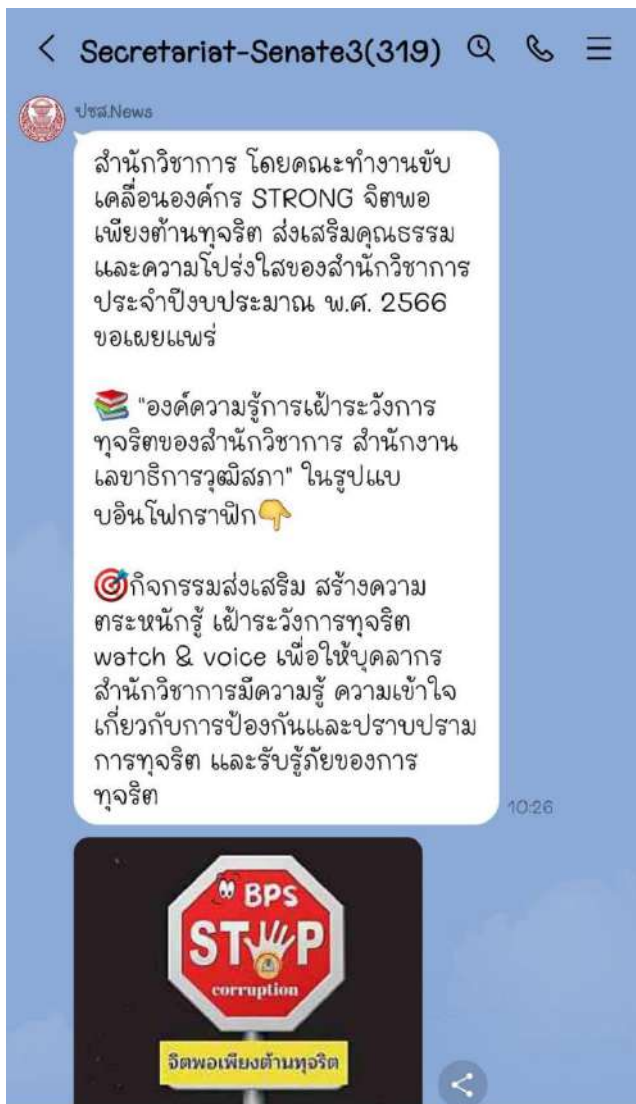 Secretariat-Senate3(319)
ปชส.News
สำนักวิชาการ โดยคณะทำงานขับ
เคลื่อนองค์กร STRONG จิตพอ
เพียงต้านทุจริต ส่งเสริมคุณธรรม
และความโปร่งใสของสำนักวิชาการ
ประจำปีงบประมาณ พ.ศ. 2566
ขอเผยแพร่
📚 "องค์ความรู้การเฝ้าระวังการ
ทุจริตของสำนักวิชาการ สำนักงาน
เลขาธิการวุฒิสภา" ในรูปแบ
บอินโฟกราฟิก👇
🎯กิจกรรมส่งเสริม สร้างความ
ตระหนักรู้ เฝ้าระวังการทุจริต
watch & voice เพื่อให้บุคลากร
สำนักวิชาการมีความรู้ ความเข้าใจ
เกี่ยวกับการป้องกันและปราบปราม
การทุจริต และรับรู้ภัยของการ
ทุจริต
10:26
BPS
STOP
corruption
จิตพอเพียงต้านทุจริต